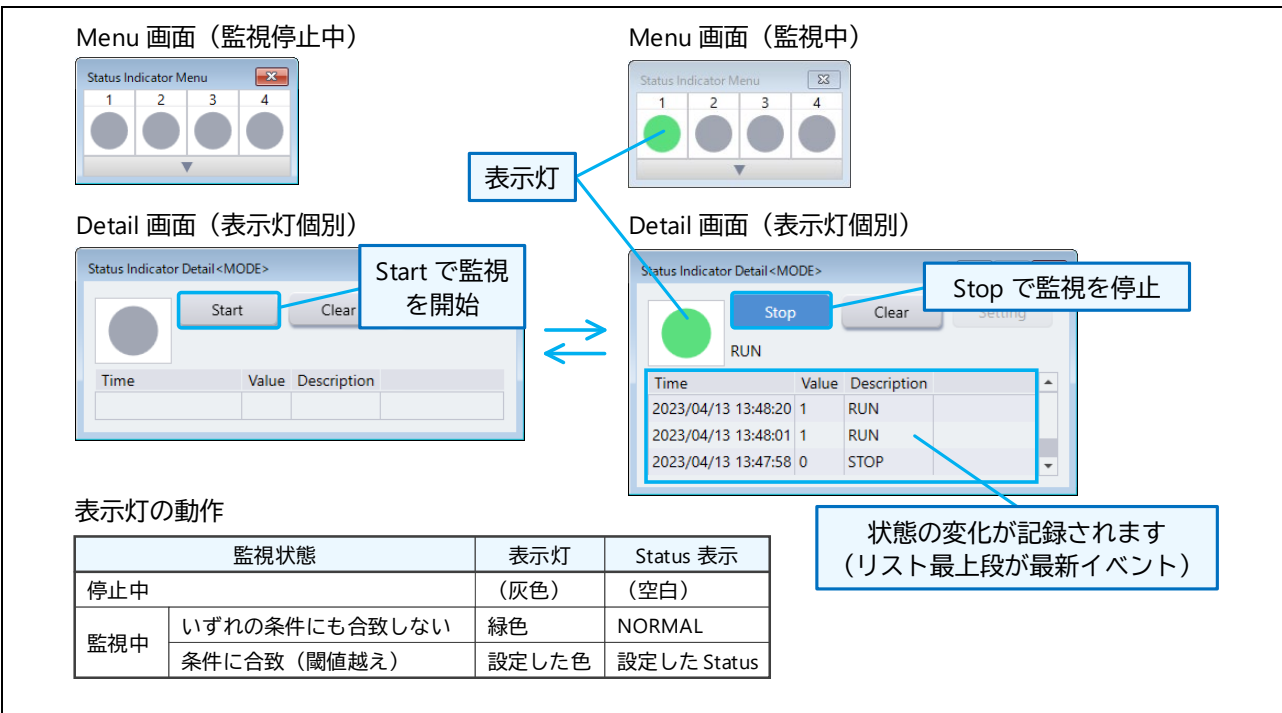 Menu 画面（監視停止中）
Status Indicator Menu
1 2 3 4
▼
Menu 画面（監視中）
Status Indicator Menu
1 2 3 4
▼
表示灯
Detail 画面（表示灯個別）
Status Indicator Detail<MODE>
Start
Clear
Start で監視
を開始
Time Value Description
Detail 画面（表示灯個別）
Status Indicator Detail<MODE>
Stop
Clear
Setting
Stop で監視を停止
RUN
Time Value Description
2023/04/13 13:48:20 1 RUN
2023/04/13 13:48:01 1 RUN
2023/04/13 13:47:58 0 STOP
状態の変化が記録されます
（リスト最上段が最新イベント）
表示灯の動作
監視状態 表示灯 Status 表示
停止中 （灰色） （空白）
監視中 いずれの条件にも合致しない 緑色 NORMAL
条件に合致（閾値越え） 設定した色 設定した Status